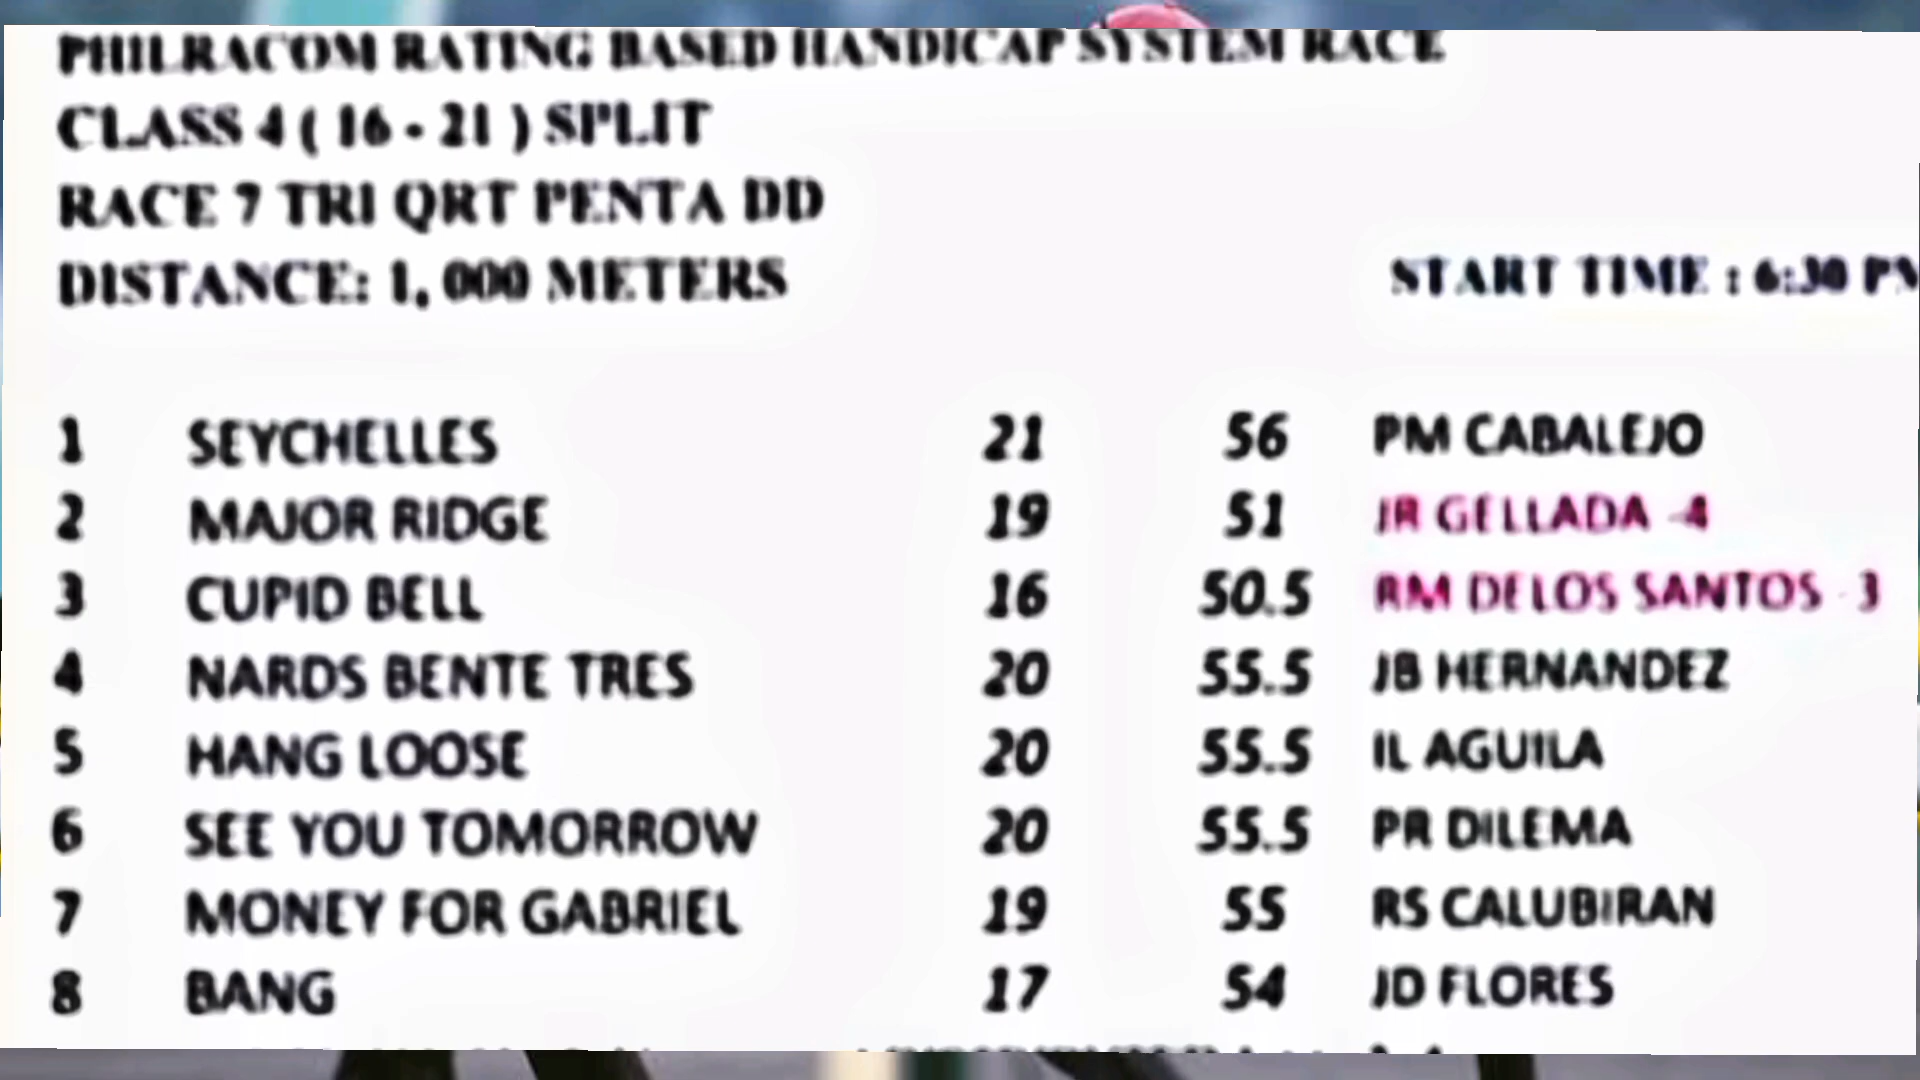 PHILRACOM RATING BASED HANDICAP SYSTEM RACE
CLASS 4 ( 16 - 21 ) SPLIT
RACE 7 TRI QRT PENTA DD
DISTANCE: 1, 000 METERS
START TIME : 6:30
1 SEYCHELLES 21 56 PM CABALEJO
2 MAJOR RIDGE 19 51 JR GELLADA -4
3 CUPID BELL 16 50.5 RM DELOS SANTOS - 3
4 NARDS BENTE TRES 20 55.5 JB HERNANDEZ
5 HANG LOOSE 20 55.5 IL AGUILA
6 SEE YOU TOMORROW 20 55.5 PR DILEMA
7 MONEY FOR GABRIEL 19 55 RS CALUBIRAN
8 BANG 17 54 JD FLORES